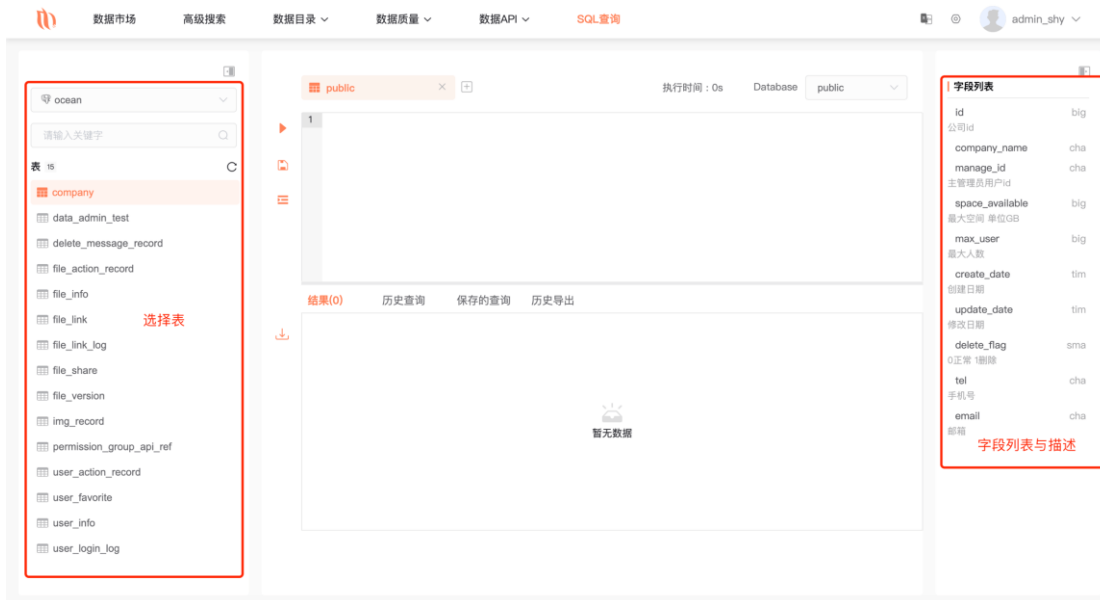 数据市场 高级搜索 数据目录 数据质量 数据API SQL查询 admin_shy
ocean
请输入关键字
表 15
company
data_admin_test
delete_message_record
file_action_record
file_info
file_link
选择表
file_link_log
file_share
file_version
img_record
permission_group_api_ref
user_action_record
user_favorite
user_info
user_login_log
public 执行时间：0s Database public
1
结果(0) 历史查询 保存的查询 历史导出
暂无数据
字段列表
id big
公司id
company_name cha
manage_id cha
主管理员用户id
space_available big
最大空间 单位GB
max_user big
最大人数
create_date tim
创建日期
update_date tim
修改日期
delete_flag sma
0正常 1删除
tel cha
手机号
email cha
邮箱
字段列表与描述